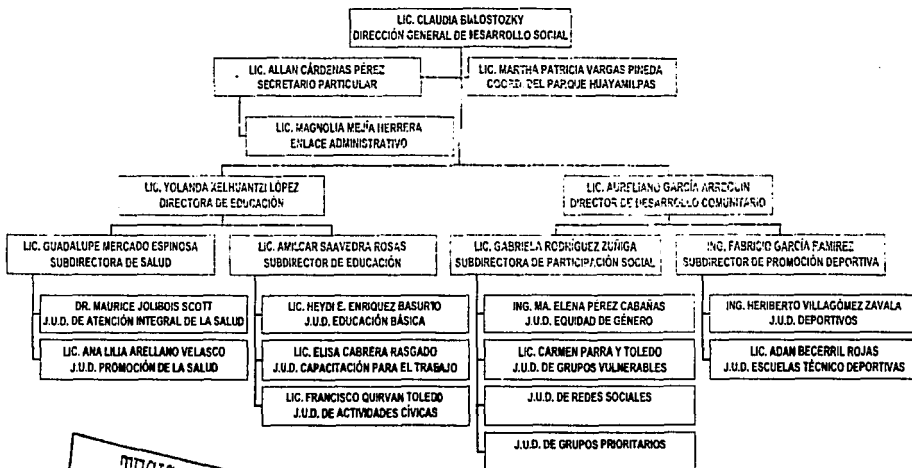 LIC. CLAUDIA BIALOSTOZKY
DIRECCIÓN GENERAL DE DESARROLLO SOCIAL
LIC. ALLAN CÁRDENAS PÉREZ
SECRETARIO PARTICULAR
LIC. MARTHA PATRICIA VARGAS PINEDA
COORD. DEL PARQUE HUAYAMILPAS
LIC. MAGNOLIA MEJÍA HERRERA
ENLACE ADMINISTRATIVO
LIC. YOLANDA XELHUANTZI LÓPEZ
DIRECTORA DE EDUCACIÓN
LIC. AURELIANO GARCÍA ARREGUIN
DIRECTOR DE DESARROLLO COMUNITARIO
LIC. GUADALUPE MERCADO ESPINOSA
SUBDIRECTORA DE SALUD
LIC. AMILCAR SAAVEDRA ROSAS
SUBDIRECTOR DE EDUCACIÓN
LIC. GABRIELA RODRÍGUEZ ZUÑIGA
SUBDIRECTORA DE PARTICIPACIÓN SOCIAL
ING. FABRICIO GARCÍA RAMIREZ
SUBDIRECTOR DE PROMOCIÓN DEPORTIVA
DR. MAURICE JOLIBOIS SCOTT
J.U.D. DE ATENCIÓN INTEGRAL DE LA SALUD
LIC. ANA LILIA ARELLANO VELASCO
J.U.D. PROMOCIÓN DE LA SALUD
LIC. HEYDI E. ENRIQUEZ BASURTO
J.U.D. EDUCACIÓN BÁSICA
LIC. ELISA CABRERA RASGADO
J.U.D. CAPACITACIÓN PARA EL TRABAJO
LIC. FRANCISCO QUIRVAN TOLEDO
J.U.D. DE ACTIVIDADES CÍVICAS
ING. MA. ELENA PÉREZ CABAÑAS
J.U.D. EQUIDAD DE GÉNERO
LIC. CARMEN PARRA Y TOLEDO
J.U.D. DE GRUPOS VULNERABLES
J.U.D. DE REDES SOCIALES
J.U.D. DE GRUPOS PRIORITARIOS
ING. HERIBERTO VILLAGÓMEZ ZAVALA
J.U.D. DEPORTIVOS
LIC. ADAN BECERRIL ROJAS
J.U.D. ESCUELAS TÉCNICO DEPORTIVAS